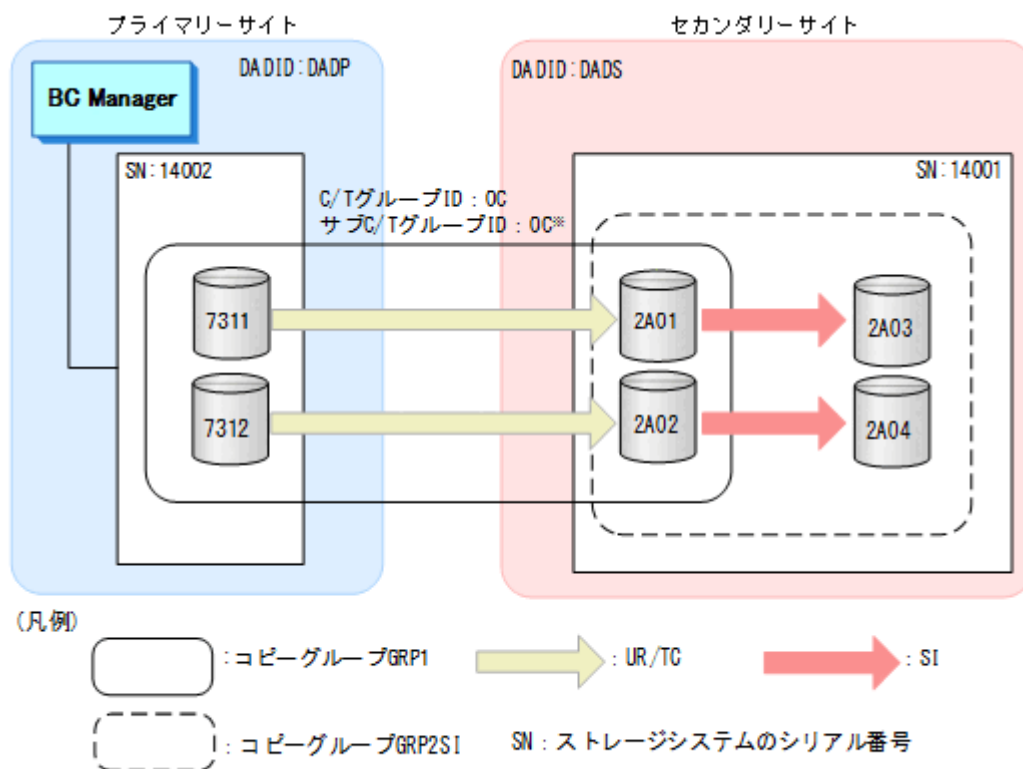 プライマリーサイト
セカンダリーサイト
DADID:DADP
DADID:DADS
BC Manager
SN:14002
SN:14001
C/TグループID:0C
サブC/TグループID:0C※
7311
2A01
2A03
7312
2A02
2A04
(凡例)
:コピーグループGRP1
:UR/TC
:SI
:コピーグループGRP2SI
SN:ストレージシステムのシリアル番号